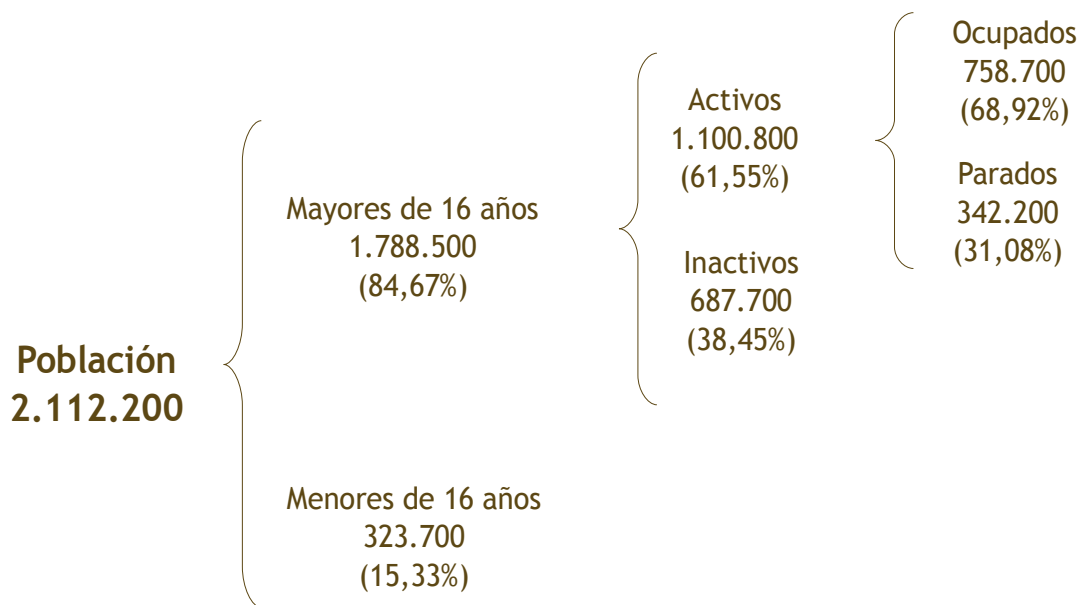 Población
2.112.200
Mayores de 16 años
1.788.500
(84,67%)
Menores de 16 años
323.700
(15,33%)
Activos
1.100.800
(61,55%)
Inactivos
687.700
(38,45%)
Ocupados
758.700
(68,92%)
Parados
342.200
(31,08%)